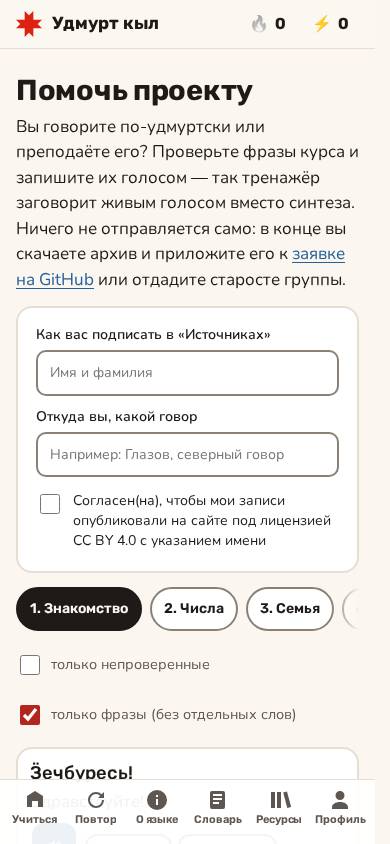 Удмурт кыл
0
0
Помочь проекту
Вы говорите по-удмуртски или
преподаёте его? Проверьте фразы курса и
запишите их голосом — так тренажёр
заговорит живым голосом вместо синтеза.
Ничего не отправляется само: в конце вы
скачаете архив и приложите его к заявке
на GitHub или отдадите старосте группы.
Как вас подписать в «Источниках»
Имя и фамилия
Откуда вы, какой говор
Например: Глазов, северный говор
Согласен(на), чтобы мои записи
опубликовали на сайте под лицензией
CC BY 4.0 с указанием имени
1. Знакомство
2. Числа
3. Семья
только непроверенные
только фразы (без отдельных слов)
Ӟечбуресь!
Учиться
Повтор
О языке
Словарь
Ресурсы
Профиль